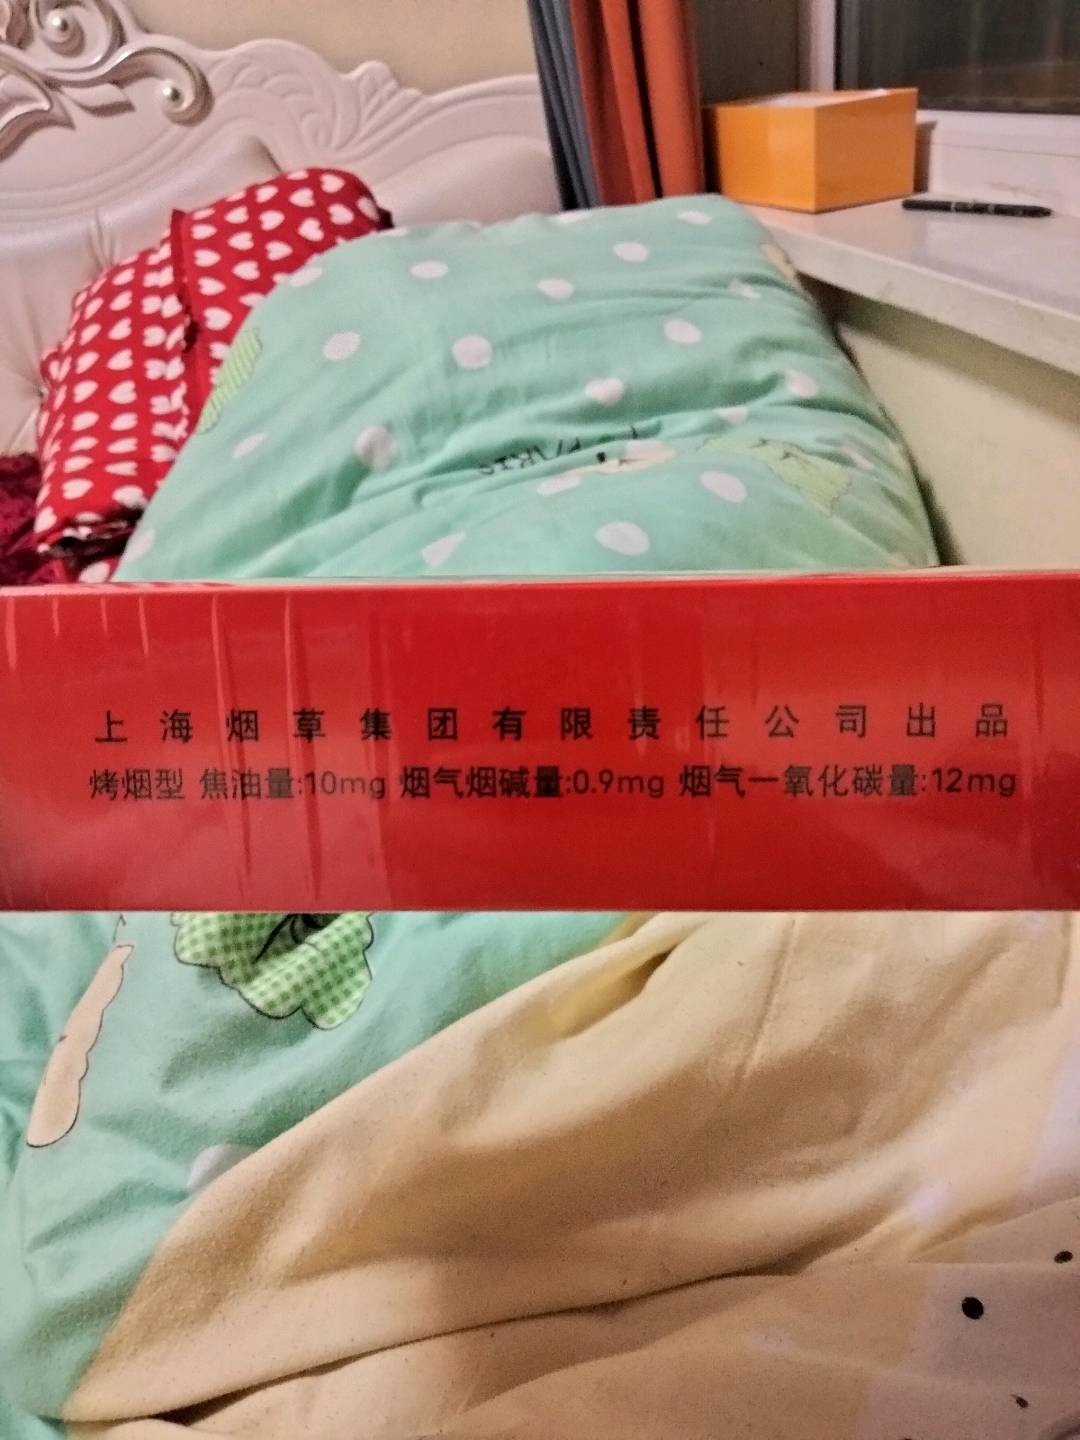 上海烟草集团有限责任公司出品
烤烟型 焦油量:10mg 烟气烟碱量:0.9mg 烟气一氧化碳量:12mg